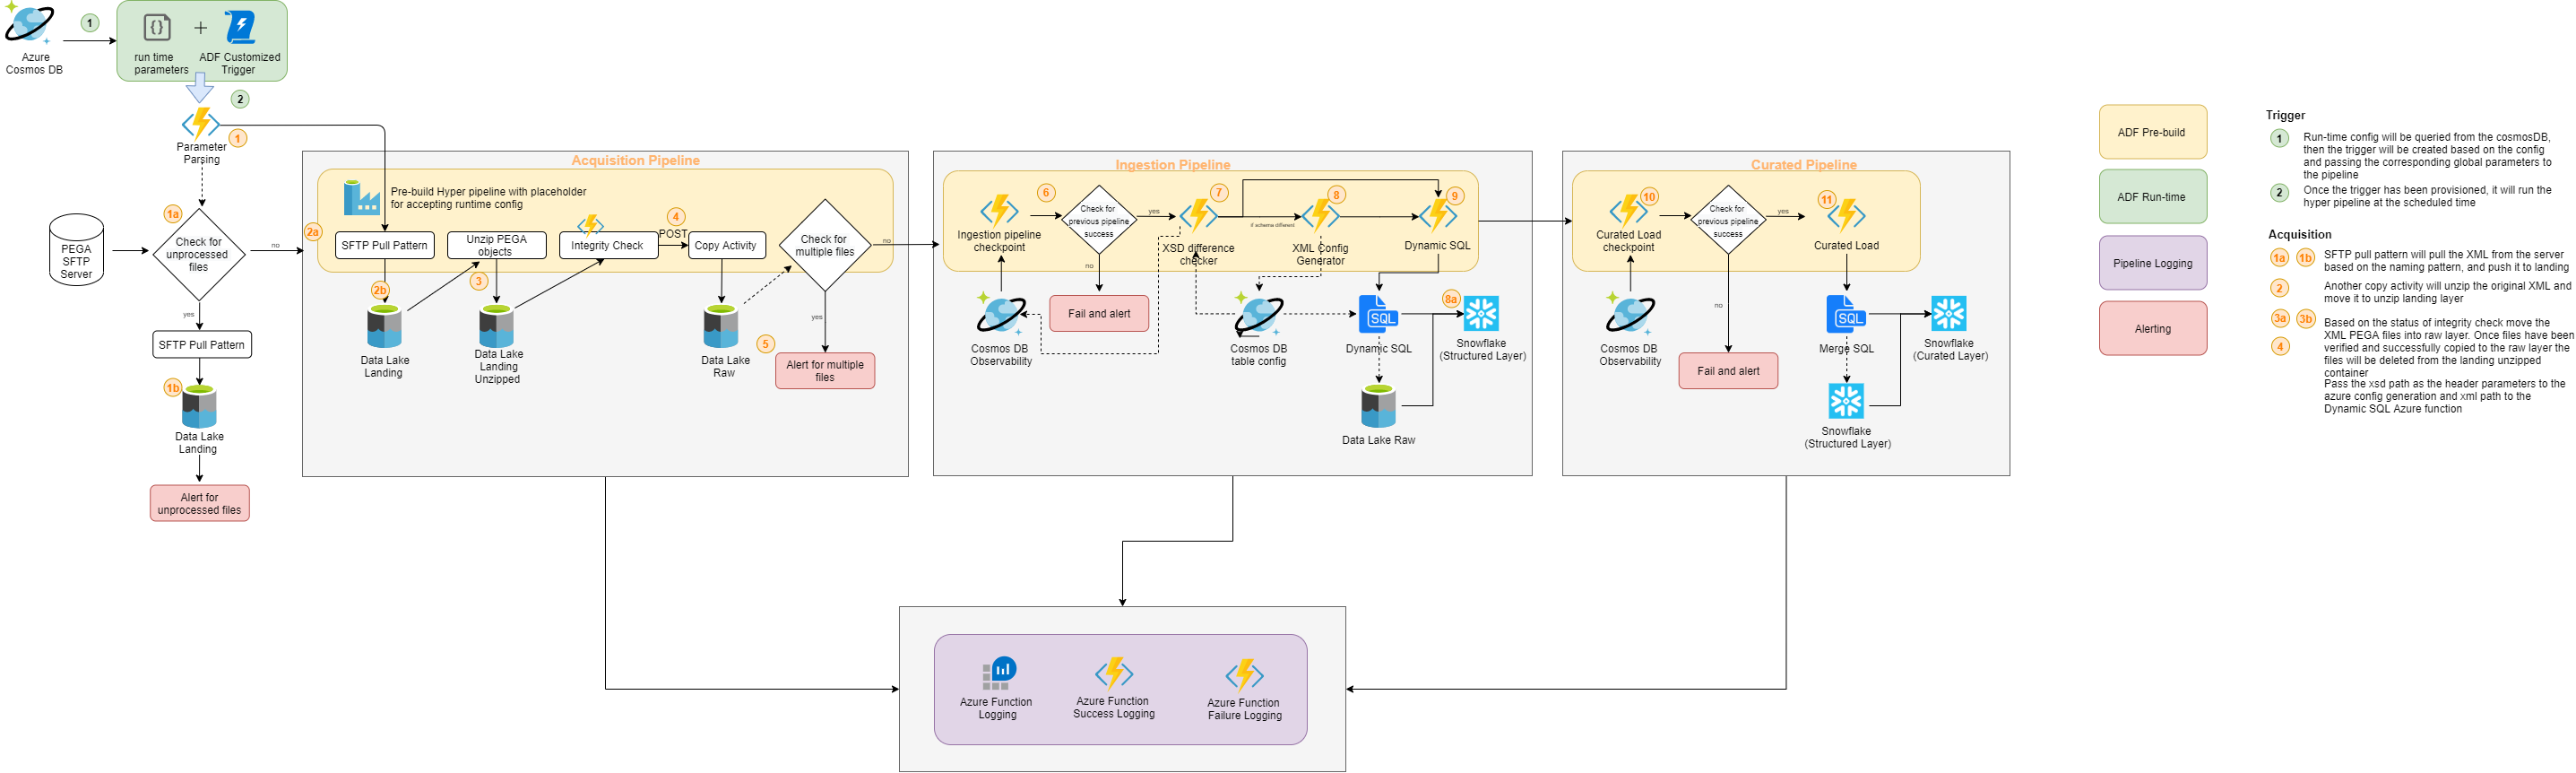 1
Azure
Cosmos DB
+
run time
parameters
ADF Customized
Trigger
2
1
Parameter
Parsing
1a
PEGA
SFTP
Server
Check for
unprocessed
files
no
yes
SFTP Pull Pattern
1b
Data Lake
Landing
Alert for
unprocessed files
Acquisition Pipeline
Pre-build Hyper pipeline with placeholder
for accepting runtime config
2a
SFTP Pull Pattern
Unzip PEGA
objects
Integrity Check
4
POST
Copy Activity
Check for
multiple files
no
2b
3
Data Lake
Landing
Data Lake
Landing
Unzipped
Data Lake
Raw
yes
5
Alert for multiple
files
Ingestion Pipeline
Ingestion pipeline
checkpoint
6
Check for
previous pipeline
success
yes
7
XSD difference
checker
if schema different
8
XML Config
Generator
9
Dynamic SQL
no
Cosmos DB
Observability
Fail and alert
Cosmos DB
table config
SQL
Dynamic SQL
8a
Snowflake
(Structured Layer)
Data Lake Raw
Curated Pipeline
10
Curated Load
checkpoint
Check for
previous pipeline
success
yes
11
Curated Load
no
Cosmos DB
Observability
Fail and alert
SQL
Merge SQL
Snowflake
(Curated Layer)
Snowflake
(Structured Layer)
Azure Function
Logging
Azure Function
Success Logging
Azure Function
Failure Logging
ADF Pre-build
ADF Run-time
Pipeline Logging
Alerting
Trigger
1
Run-time config will be queried from the cosmosDB,
then the trigger will be created based on the config
and passing the corresponding global parameters to
the pipeline
2
Once the trigger has been provisioned, it will run the
hyper pipeline at the scheduled time
Acquisition
1a 1b
SFTP pull pattern will pull the XML from the server
based on the naming pattern, and push it to landing
2
Another copy activity will unzip the original XML and
move it to unzip landing layer
3a 3b
Based on the status of integrity check move the
XML PEGA files into raw layer. Once files have been
4
verified and successfully copied to the raw layer the
files will be deleted from the landing unzipped
container
Pass the xsd path as the header parameters to the
azure config generation and xml path to the
Dynamic SQL Azure function